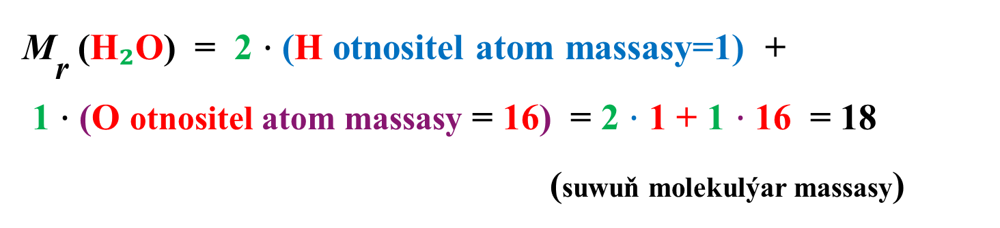 Mr (H₂O) = 2 · (H otnositel atom massasy=1) +
1 · (O otnositel atom massasy = 16) = 2 · 1 + 1 · 16 = 18
(suwuň molekulýar massasy)